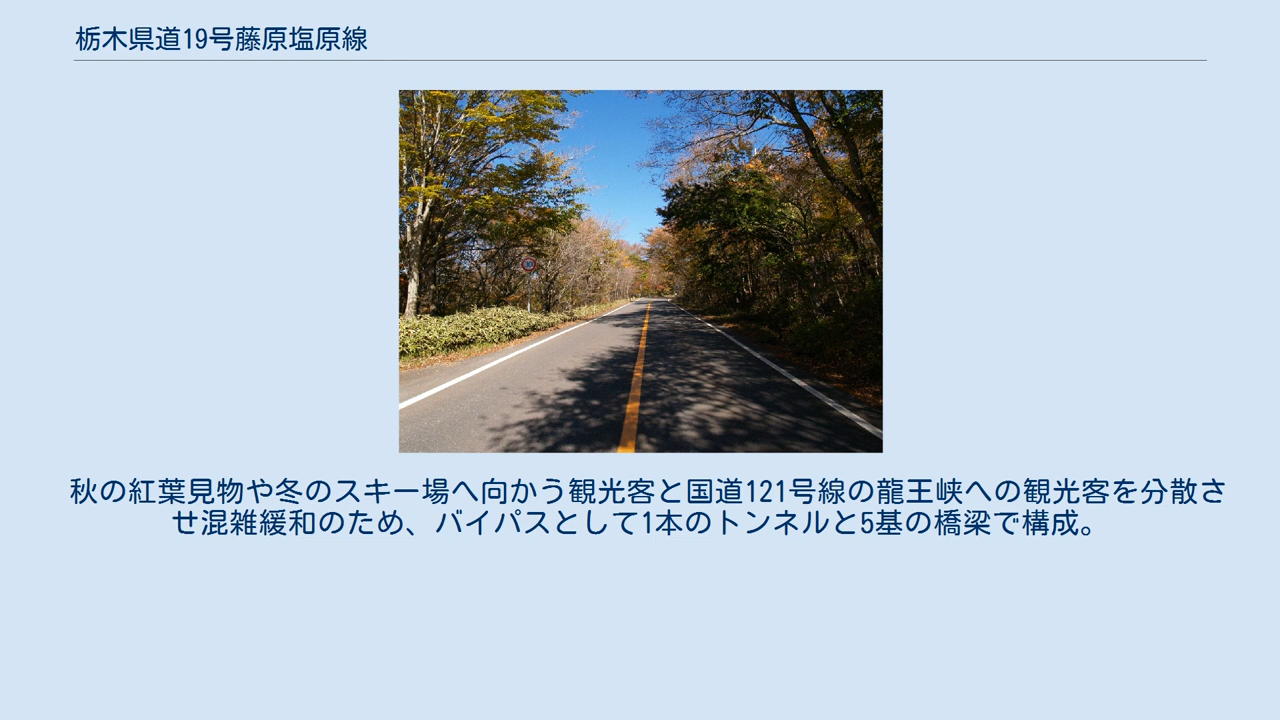 栃木県道19号藤原塩原線
秋の紅葉見物や冬のスキー場へ向かう観光客と国道121号線の龍王峡への観光客を分散さ
せ混雑緩和のため、バイパスとして1本のトンネルと5基の橋梁で構成。